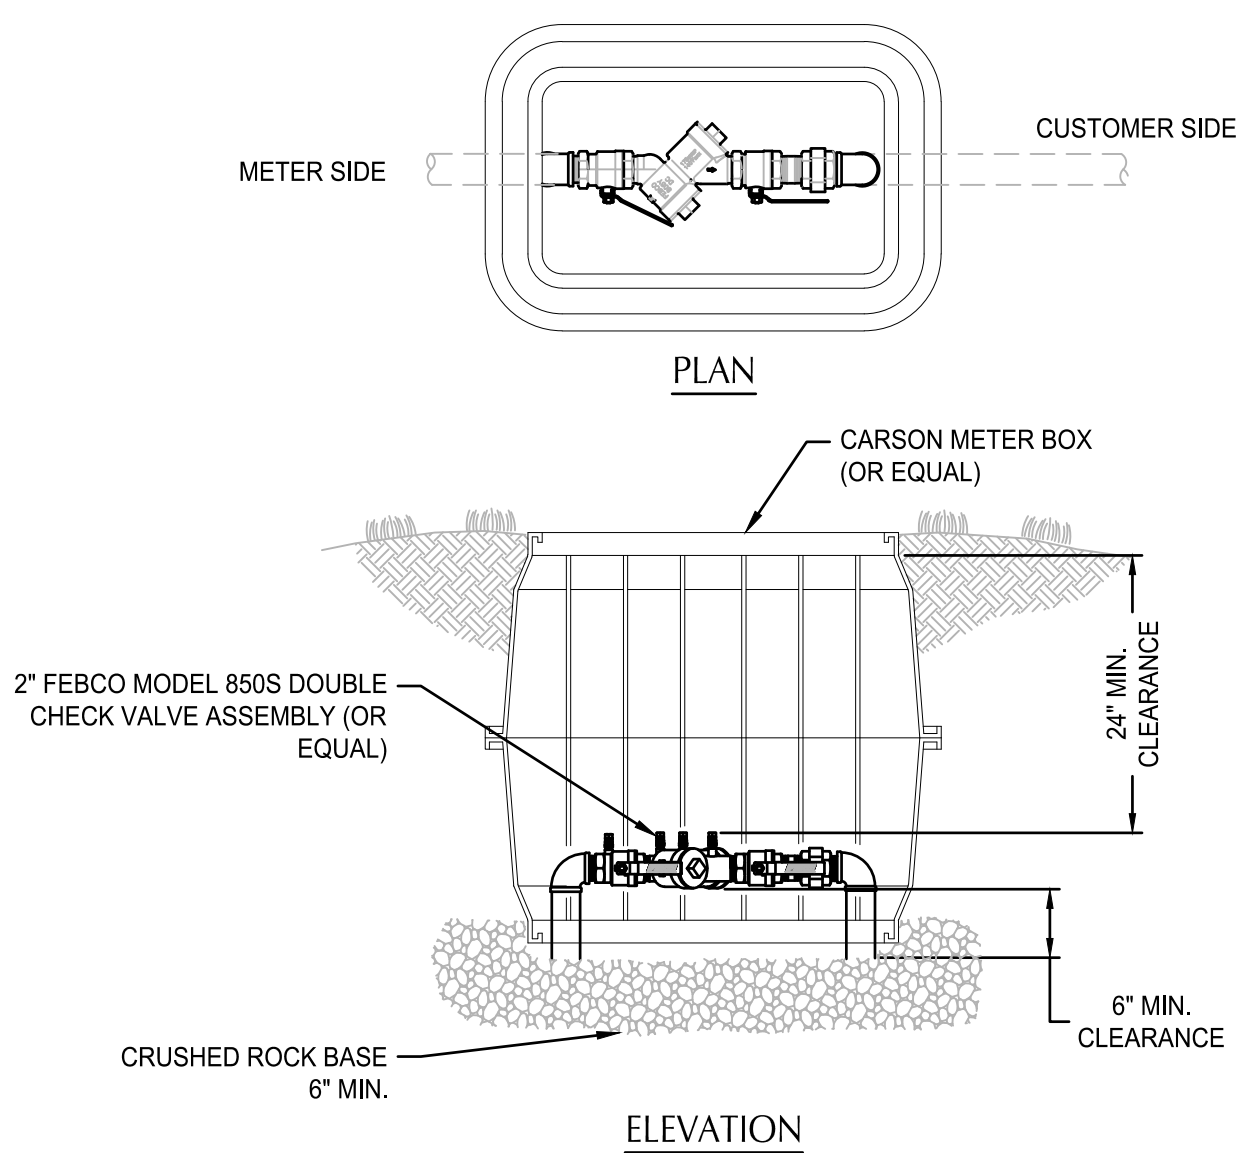 CUSTOMER SIDE
METER SIDE
PLAN
CARSON METER BOX
(OR EQUAL)
24" MIN.
CLEARANCE
2" FEBCO MODEL 850S DOUBLE
CHECK VALVE ASSEMBLY (OR
EQUAL)
6" MIN.
CLEARANCE
CRUSHED ROCK BASE
6" MIN.
ELEVATION